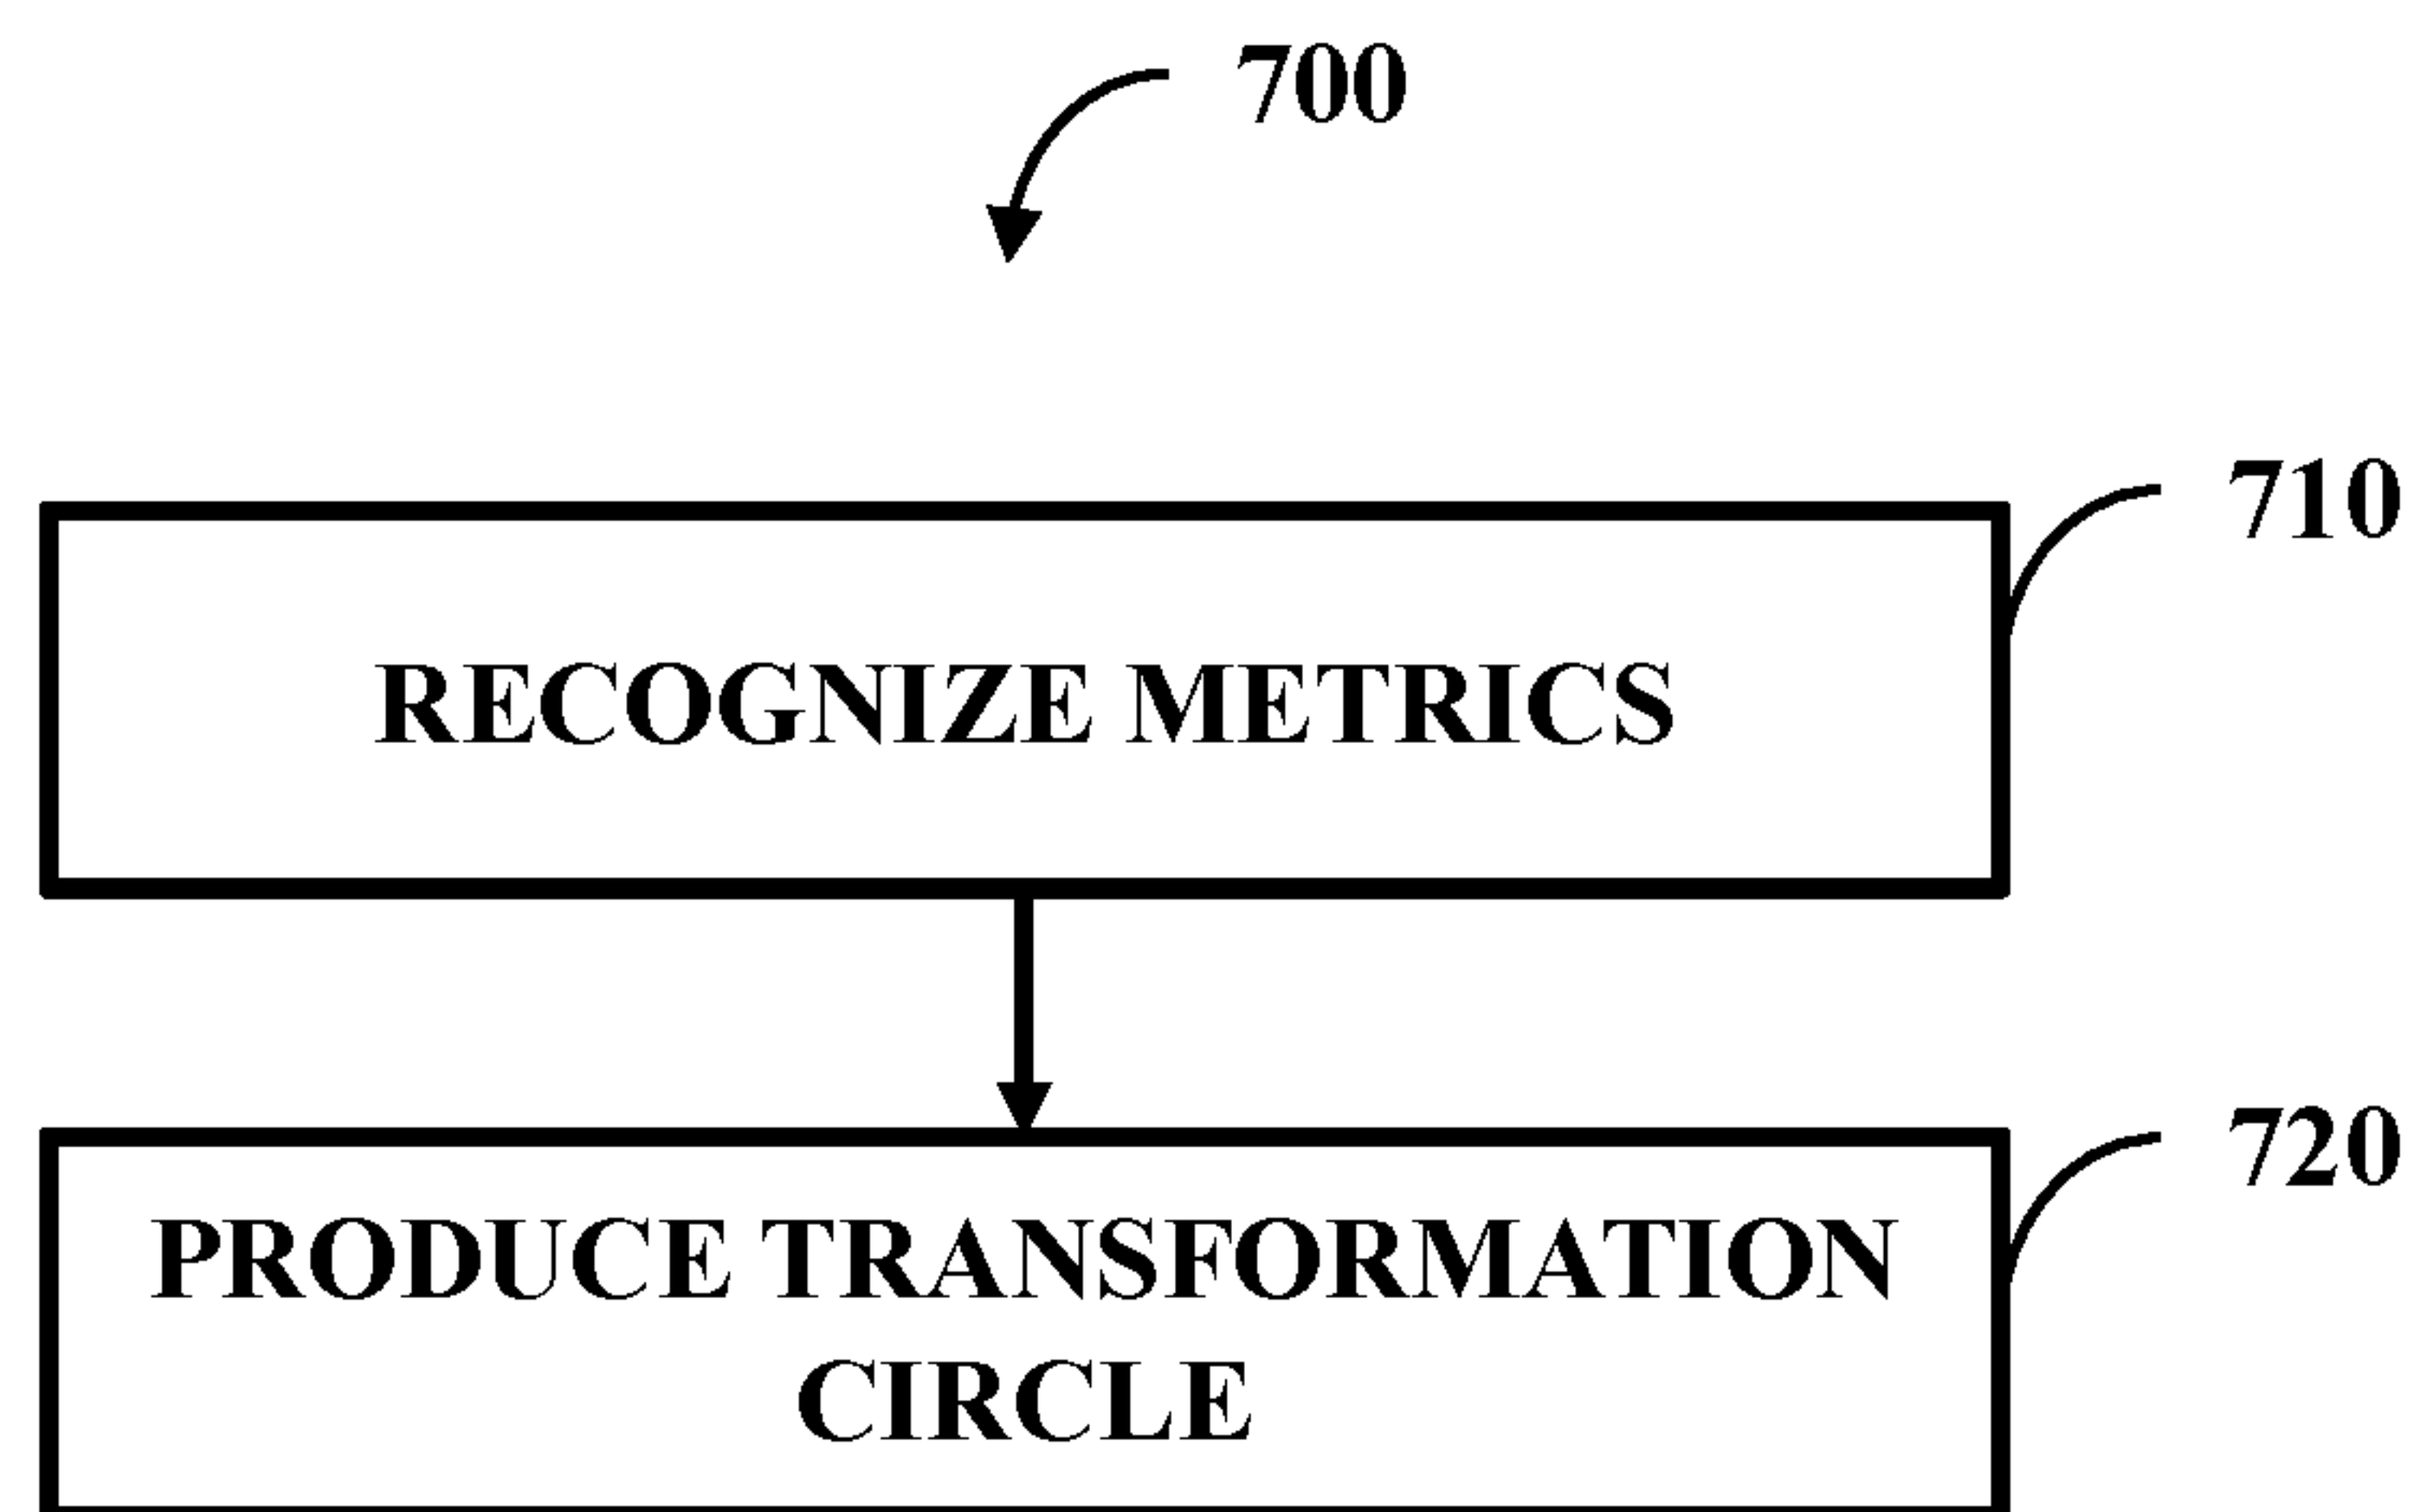 700
710
RECOGNIZE METRICS
720
PRODUCE TRANSFORMATION
CIRCLE